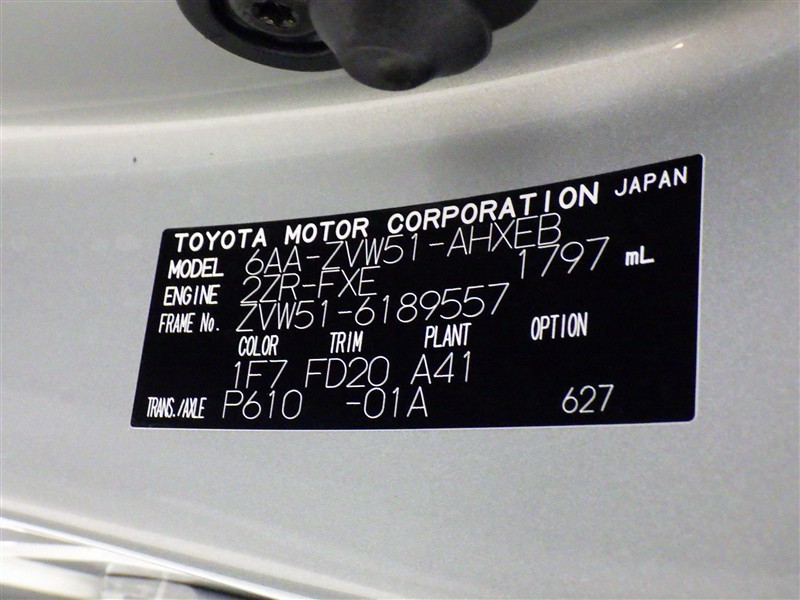 TOYOTA MOTOR CORPORATION JAPAN
MODEL 6AA-ZVW51-AHXEB
ENGINE 2ZR-FXE 1797 mL
FRAME No. ZVW51-6189557
COLOR TRIM PLANT OPTION
1F7 FD20 A41
TRANS./AXLE P610 -01A 627